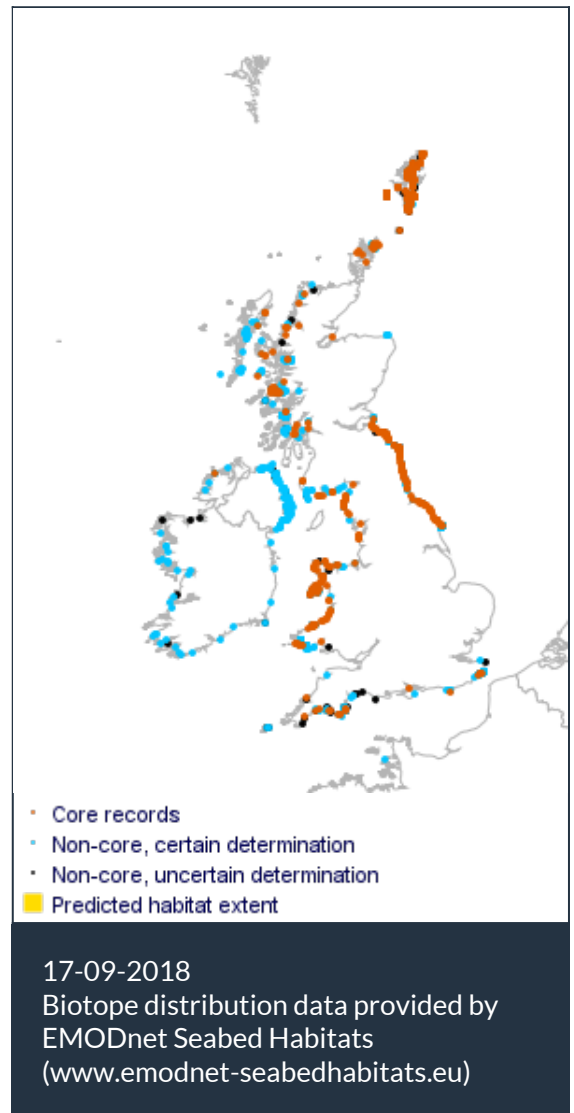 Core records
Non-core, certain determination
Non-core, uncertain determination
Predicted habitat extent
17-09-2018
Biotope distribution data provided by
EMODnet Seabed Habitats
(www.emodnet-seabedhabitats.eu)